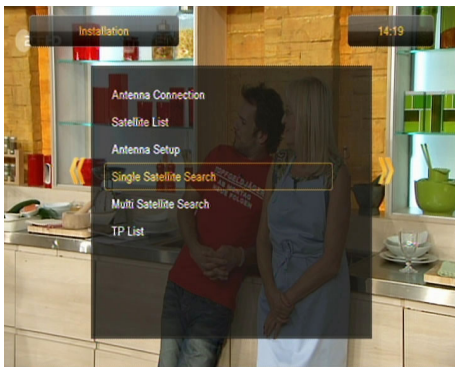 Installation
14:19
Antenna Connection
Satellite List
Antenna Setup
Single Satellite Search
Multi Satellite Search
TP List